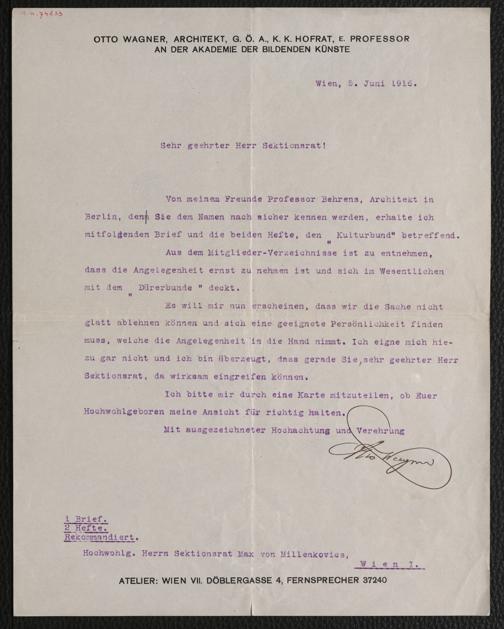 OTTO WAGNER, ARCHITEKT, G. Ö. A., K. K. HOFRAT, E. PROFESSOR
AN DER AKADEMIE DER BILDENDEN KÜNSTE
Wien, 5. Juni 1916.
Sehr geehrter Herr Sektionsrat!
Von meinem Freunde Professor Behrens, Architekt in
Berlin, den Sie dem Namen nach sicher kennen werden, erhalte ich
mitfolgenden Brief und die beiden Hefte, den „ Kulturbund" betreffend.
Aus dem Mitglieder-Verzeichnisse ist zu entnehmen,
dass die Angelegenheit ernst zu nehmen ist und sich im Wesentlichen
mit dem „ Dürerbunde " deckt.
Es will mir nun erscheinen, dass wir die Sache nicht
glatt ablehnen können und sich eine geeignete Persönlichkeit finden
muss, welche die Angelegenheit in die Hand nimmt. Ich eigne mich hie-
zu gar nicht und ich bin überzeugt, dass gerade Sie, sehr geehrter Herr
Sektionsrat, da wirksam eingreifen können.
Ich bitte mir durch eine Karte mitzuteilen, ob Euer
Hochwohlgeboren meine Ansicht für richtig halten.
Mit ausgezeichneter Hochachtung und Verehrung
Otto Wagner
1 Brief.
2 Hefte.
Rekommandiert.
Hochwohlg. Herrn Sektionsrat Max von Millenkovics,
Wien I.
ATELIER: WIEN VII. DÖBLERGASSE 4, FERNSPRECHER 37240